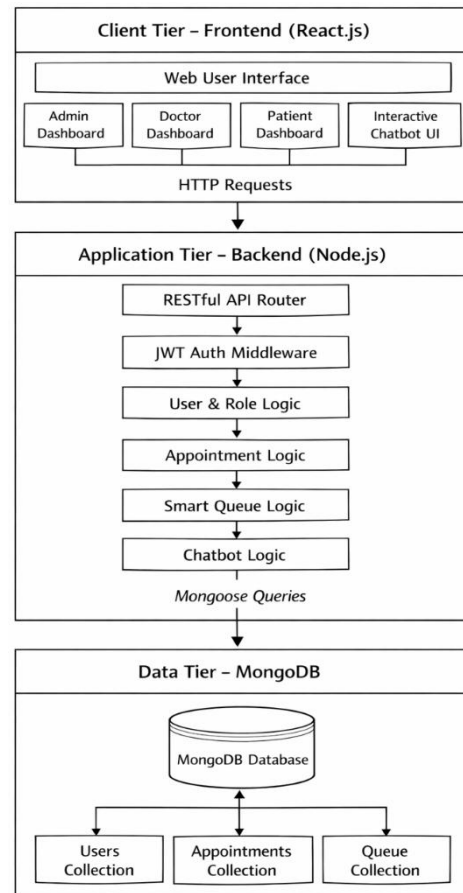 Client Tier – Frontend (React.js)
Web User Interface
Admin
Dashboard
Doctor
Dashboard
Patient
Dashboard
Interactive
Chatbot UI
HTTP Requests
Application Tier – Backend (Node.js)
RESTful API Router
JWT Auth Middleware
User & Role Logic
Appointment Logic
Smart Queue Logic
Chatbot Logic
Mongoose Queries
Data Tier – MongoDB
MongoDB Database
Users
Collection
Appointments
Collection
Queue
Collection